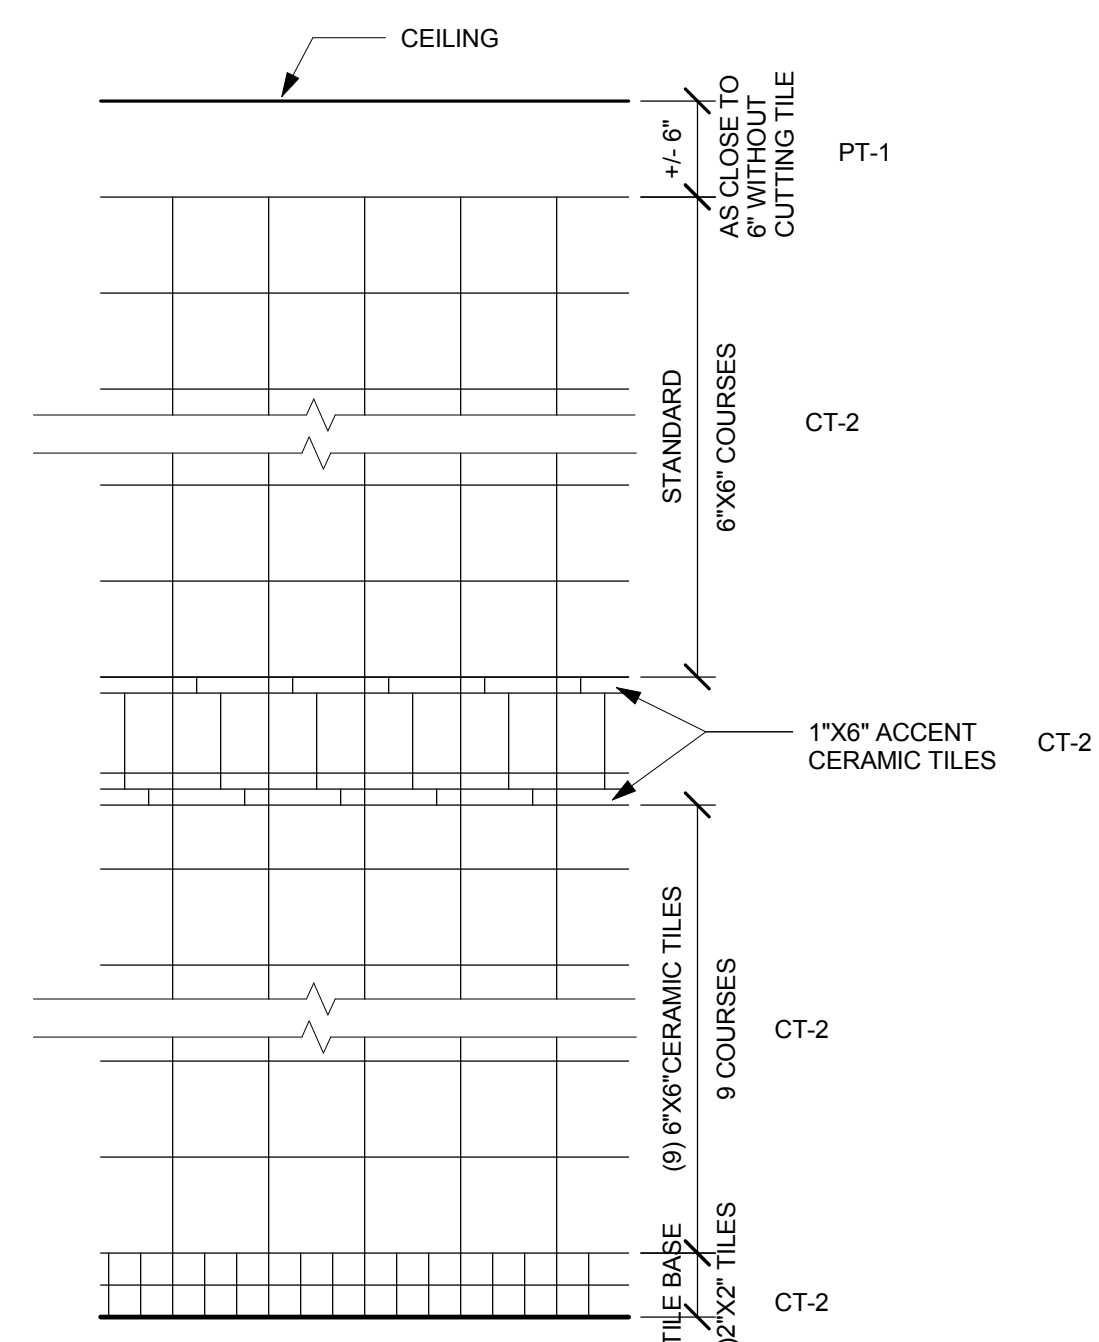 CEILING
+/- 6"
AS CLOSE TO
6" WITHOUT
CUTTING TILE
PT-1
STANDARD
6"X6" COURSES
CT-2
1"X6" ACCENT
CERAMIC TILES
CT-2
(9) 6"X6"CERAMIC TILES
9 COURSES
CT-2
TILE BASE
)2"X2" TILES
CT-2